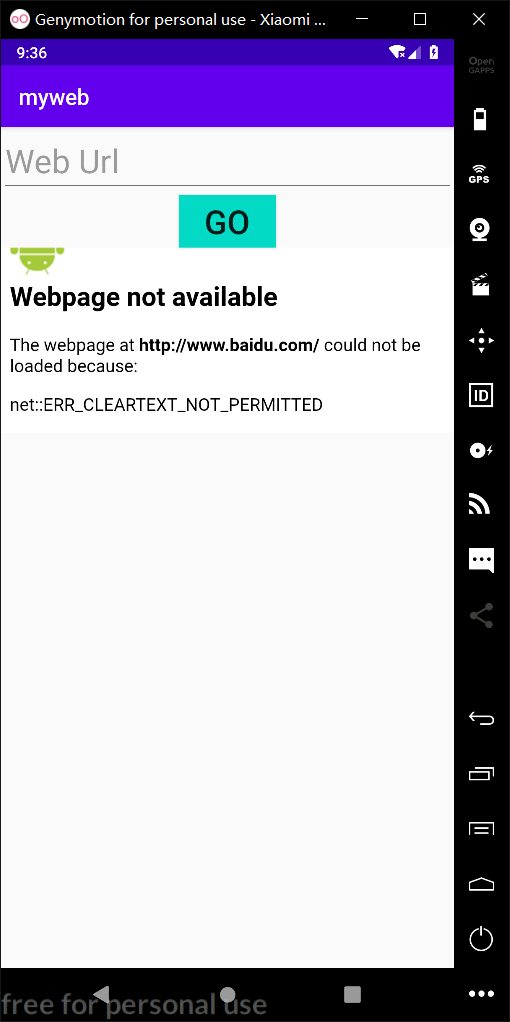 Genymotion for personal use - Xiaomi ...
9:36
Open
GAPPS
myweb
Web Url
GPS
GO
Webpage not available
The webpage at http://www.baidu.com/ could not be
loaded because:
net::ERR_CLEARTEXT_NOT_PERMITTED
ID
free for personal use